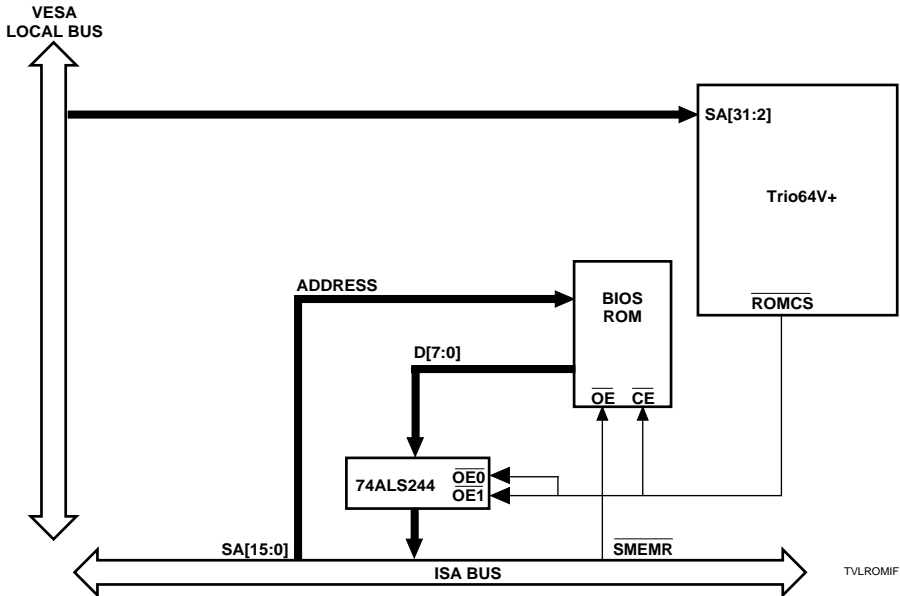 VESA
LOCAL BUS
SA[31:2]
Trio64V+
ROMCS
ADDRESS
BIOS
ROM
D[7:0]
OE CE
74ALS244
OE0
OE1
SA[15:0]
SMEMR
ISA BUS
TVLROMIF